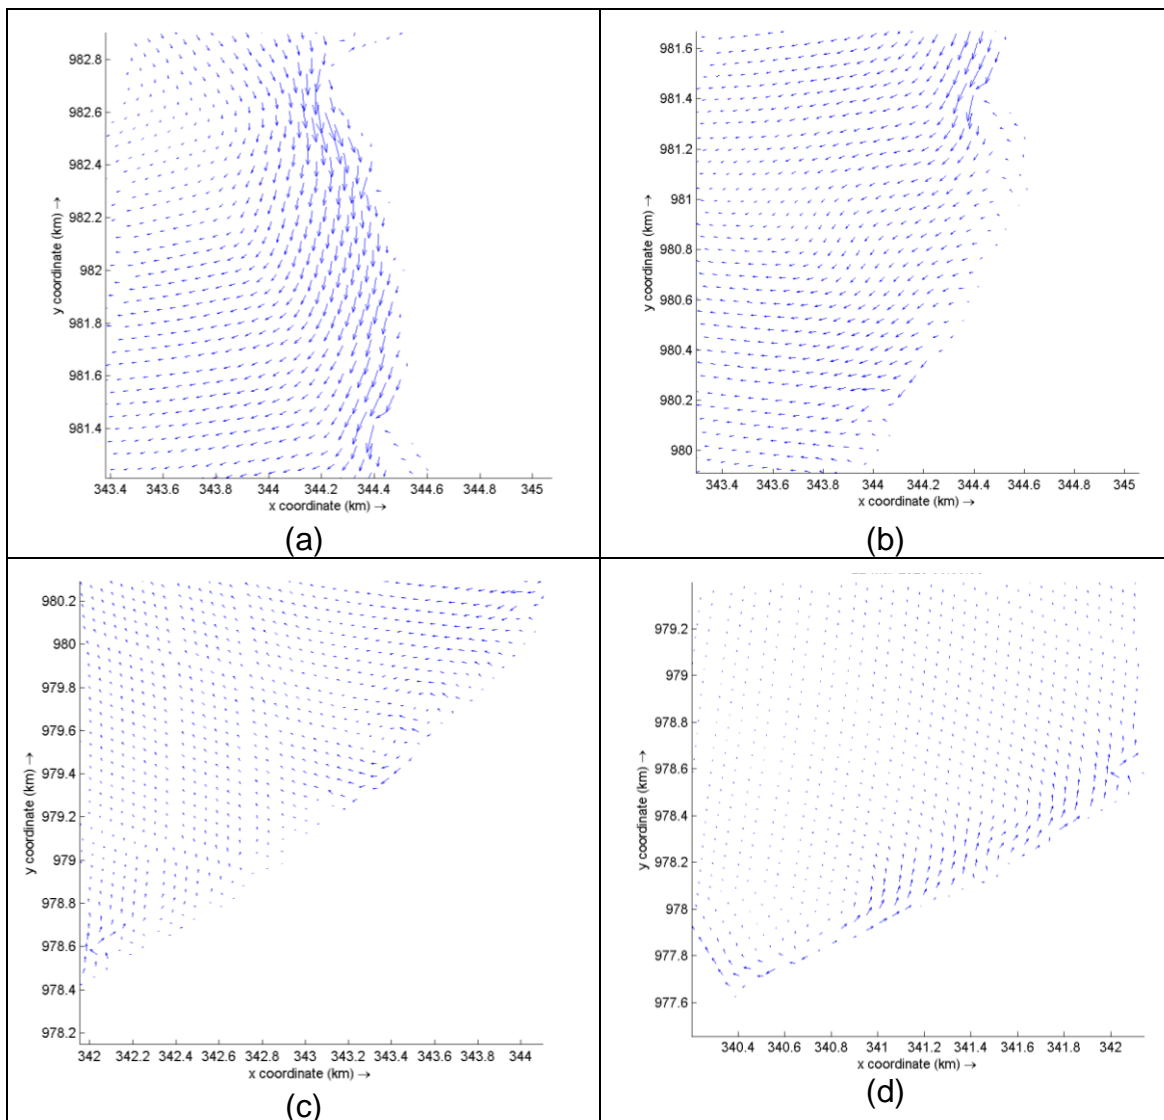 982.8
982.6
982.4
982.2
982
981.8
981.6
981.4
y coordinate (km) →
343.4 343.6 343.8 344 344.2 344.4 344.6 344.8 345
x coordinate (km) →
(a)
981.6
981.4
981.2
981
980.8
980.6
980.4
980.2
980
y coordinate (km) →
343.4 343.6 343.8 344 344.2 344.4 344.6 344.8 345
x coordinate (km) →
(b)
980.2
980
979.8
979.6
979.4
979.2
979
978.8
978.6
978.4
978.2
y coordinate (km) →
342 342.2 342.4 342.6 342.8 343 343.2 343.4 343.6 343.8 344
x coordinate (km) →
(c)
979.2
979
978.8
978.6
978.4
978.2
978
977.8
977.6
y coordinate (km) →
340.4 340.6 340.8 341 341.2 341.4 341.6 341.8 342
x coordinate (km) →
(d)